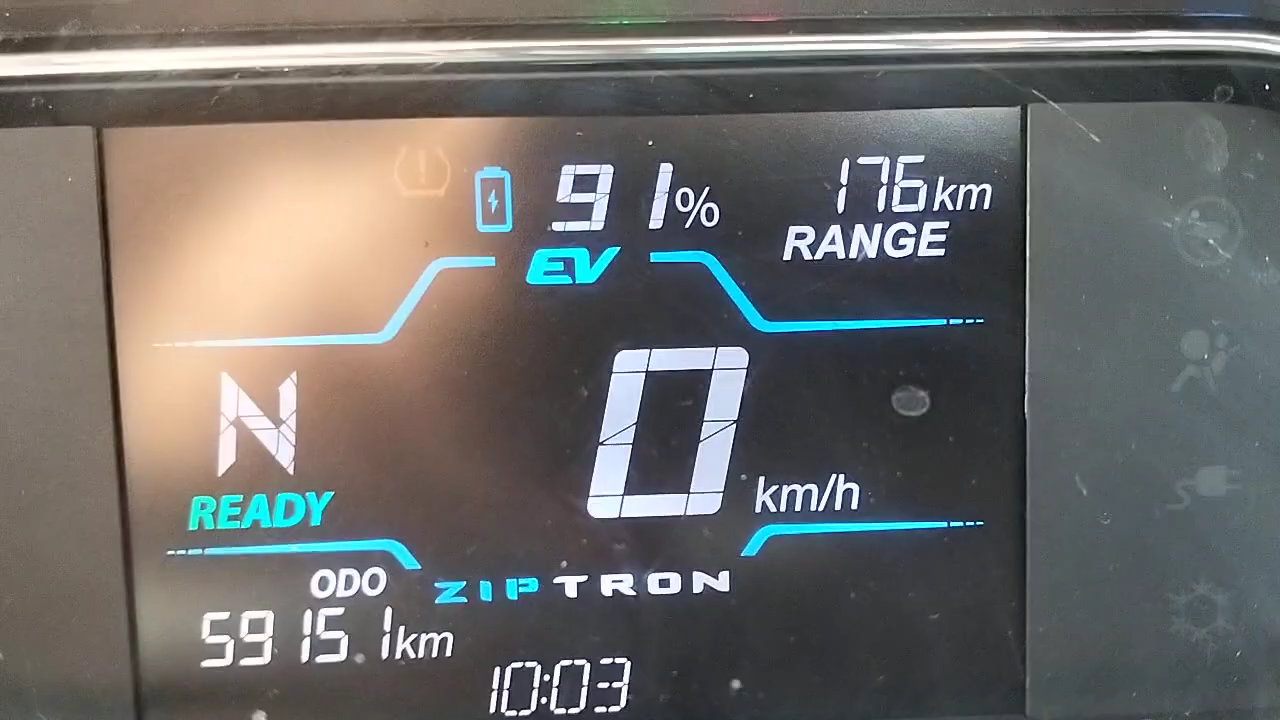 91% 176km
RANGE
EV
N
READY
0 km/h
ODO ZIPTRON
5915.1km
10:03